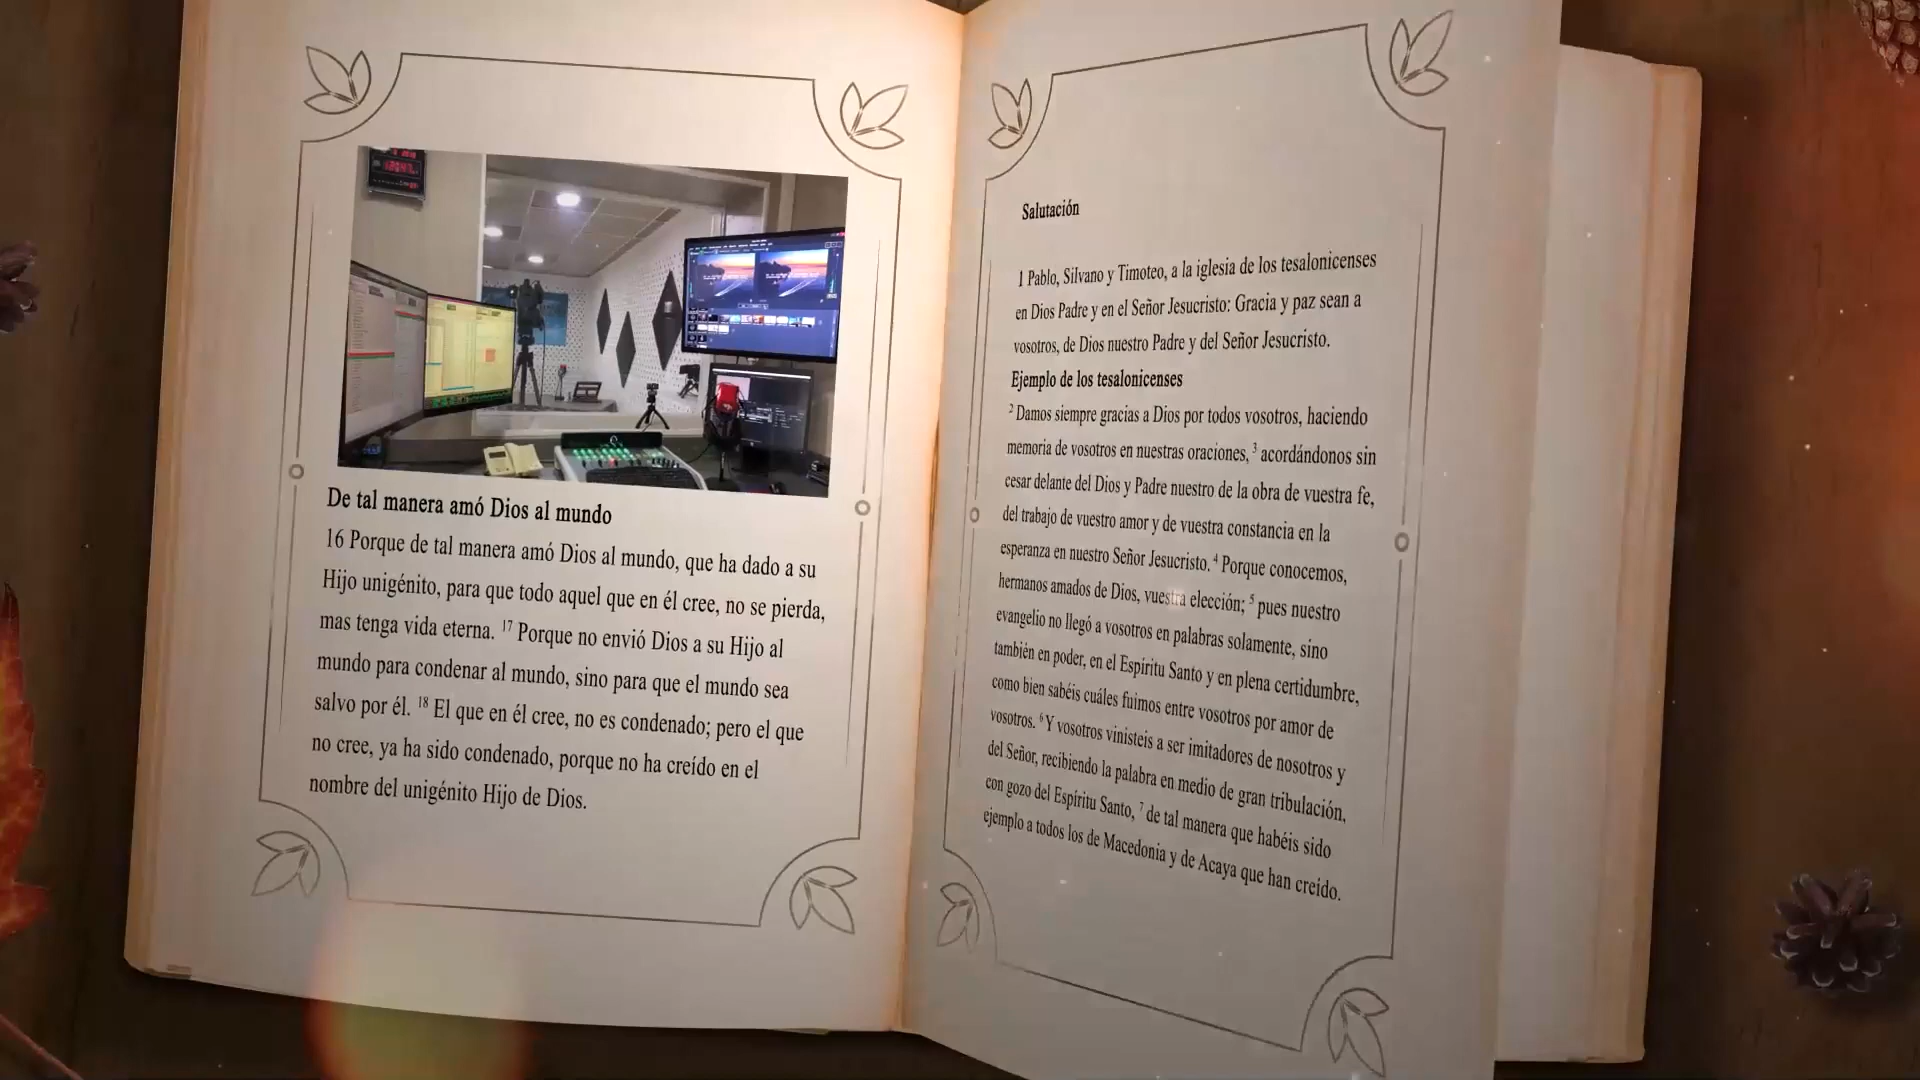 De tal manera amó Dios al mundo
16 Porque de tal manera amó Dios al mundo, que ha dado a su
Hijo unigénito, para que todo aquel que en él cree, no se pierda,
mas tenga vida eterna. 17 Porque no envió Dios a su Hijo al
mundo para condenar al mundo, sino para que el mundo sea
salvo por él. 18 El que en él cree, no es condenado; pero el que
no cree, ya ha sido condenado, porque no ha creído en el
nombre del unigénito Hijo de Dios.
Salutación
1 Pablo, Silvano y Timoteo, a la iglesia de los tesalonicenses
en Dios Padre y en el Señor Jesucristo: Gracia y paz sean a
vosotros, de Dios nuestro Padre y del Señor Jesucristo.
Ejemplo de los tesalonicenses
2 Damos siempre gracias a Dios por todos vosotros, haciendo
memoria de vosotros en nuestras oraciones, 3 acordándonos sin
cesar delante del Dios y Padre nuestro de la obra de vuestra fe,
del trabajo de vuestro amor y de vuestra constancia en la
esperanza en nuestro Señor Jesucristo. 4 Porque conocemos,
hermanos amados de Dios, vuestra elección; 5 pues nuestro
evangelio no llegó a vosotros en palabras solamente, sino
también en poder, en el Espíritu Santo y en plena certidumbre,
como bien sabéis cuáles fuimos entre vosotros por amor de
vosotros. 6 Y vosotros vinisteis a ser imitadores de nosotros y
del Señor, recibiendo la palabra en medio de gran tribulación,
con gozo del Espíritu Santo, 7 de tal manera que habéis sido
ejemplo a todos los de Macedonia y de Acaya que han creído.